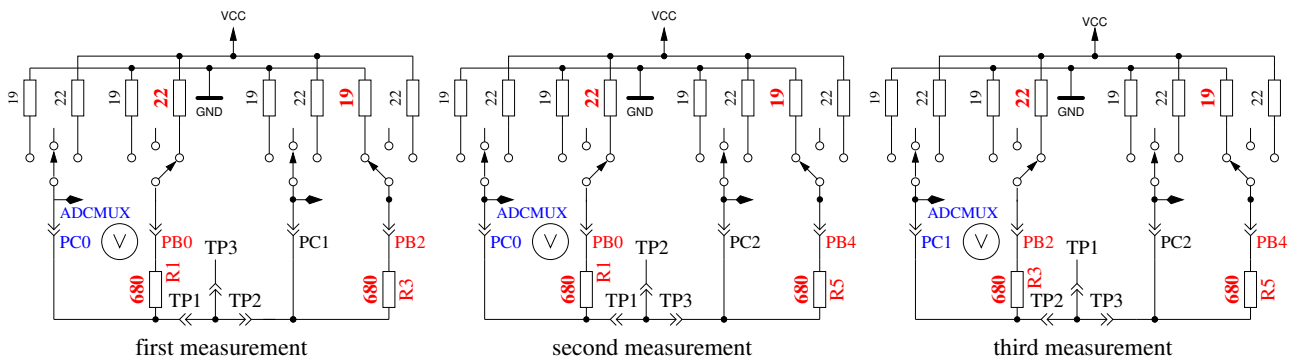 VCC
19
22
19
22
GND
19
22
19
22
ADCMUX
PC0
V
PB0
TP3
PC1
PB2
680
R1
TP1
TP2
680
R3
first measurement
VCC
19
22
19
22
GND
19
22
19
22
ADCMUX
PC0
V
PB0
TP2
PC2
PB4
680
R1
TP1
TP3
680
R5
second measurement
VCC
19
22
19
22
GND
19
22
19
22
ADCMUX
PC1
V
PB2
TP1
PC2
PB4
680
R3
TP2
TP3
680
R5
third measurement